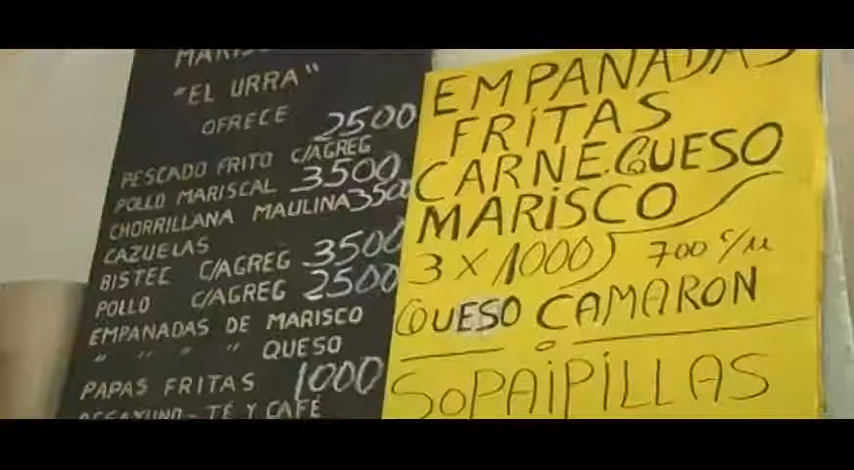 "EL URRA"
OFRECE
2500
PESCADO FRITO C/AGREG
POLLO MARISCAL 3500
CHORRILLANA MAULINA 3500
CAZUELAS
BISTEC C/AGREG 3500
POLLO C/AGREG 2500
EMPANADAS DE MARISCO
" " " " QUESO
PAPAS FRITAS 1000
DESAYUNO - TE Y CAFÉ
EMPANADAS
FRITAS
CARNE.QUESO
MARISCO
3 X 1000 700 c/u
QUESO CAMARON
SOPAIPILLAS